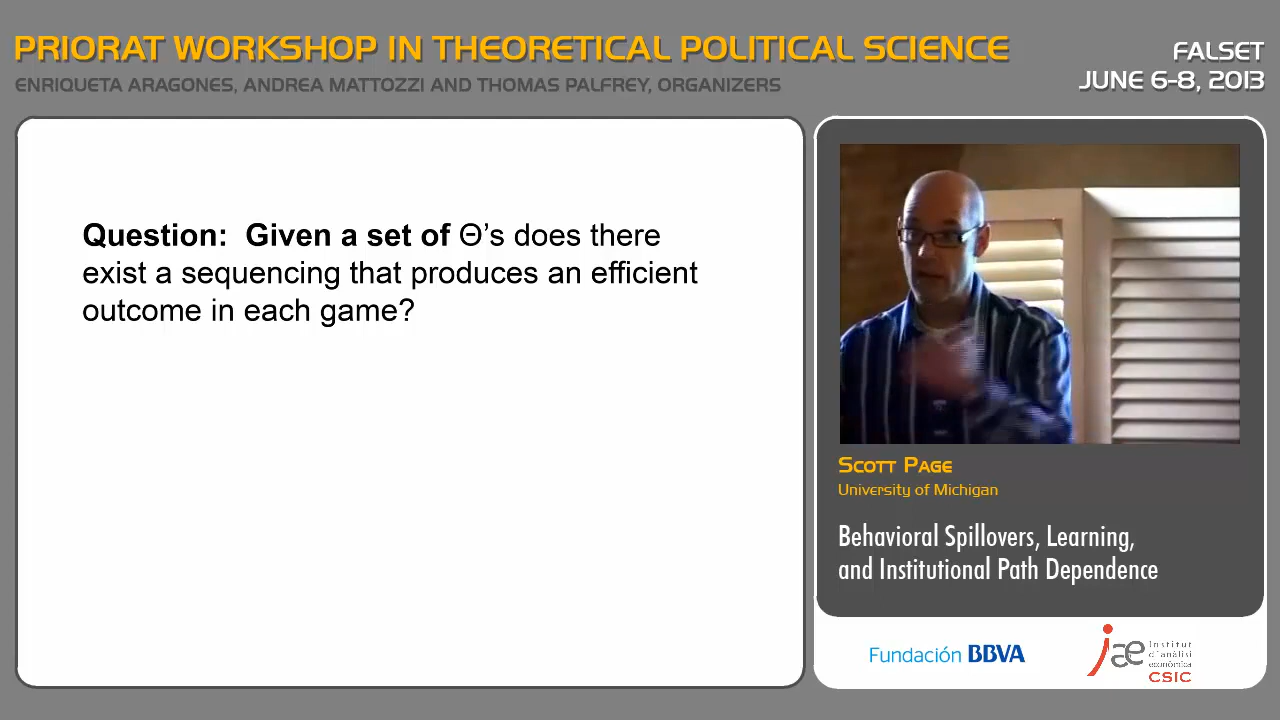 PRIORAT WORKSHOP IN THEORETICAL POLITICAL SCIENCE
ENRIQUETA ARAGONES, ANDREA MATTOZZI AND THOMAS PALFREY, ORGANIZERS
FALSET
JUNE 6-8, 2013
Question: Given a set of Θ's does there
exist a sequencing that produces an efficient
outcome in each game?
SCOTT PAGE
University of Michigan
Behavioral Spillovers, Learning,
and Institutional Path Dependence
Fundación BBVA
iae
Institut
d'anàlisi
econòmica
CSIC